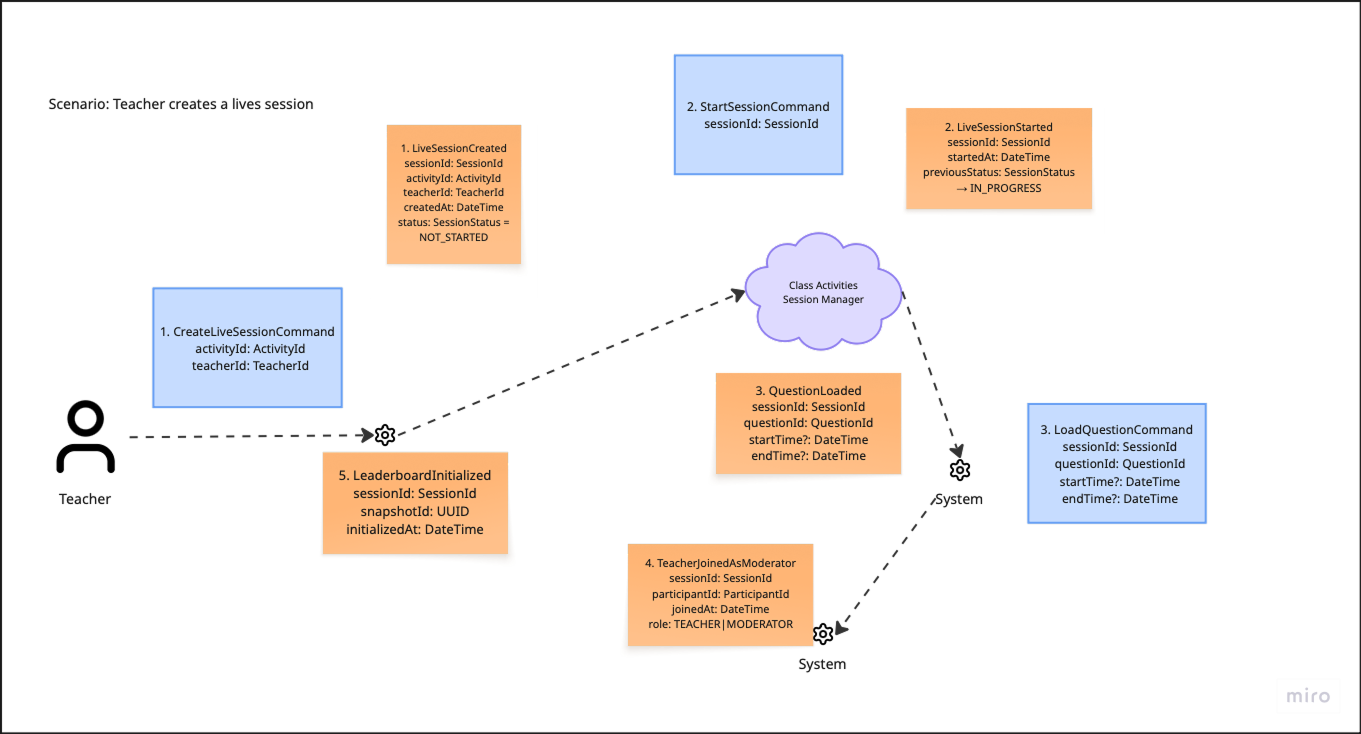 Scenario: Teacher creates a lives session
1. LiveSessionCreated
sessionId: SessionId
activityId: ActivityId
teacherId: TeacherId
createdAt: DateTime
status: SessionStatus =
NOT_STARTED
2. StartSessionCommand
sessionId: SessionId
2. LiveSessionStarted
sessionId: SessionId
startedAt: DateTime
previousStatus: SessionStatus
→ IN_PROGRESS
1. CreateLiveSessionCommand
activityId: ActivityId
teacherId: TeacherId
Class Activities
Session Manager
3. QuestionLoaded
sessionId: SessionId
questionId: QuestionId
startTime?: DateTime
endTime?: DateTime
3. LoadQuestionCommand
sessionId: SessionId
questionId: QuestionId
startTime?: DateTime
endTime?: DateTime
Teacher
5. LeaderboardInitialized
sessionId: SessionId
snapshotId: UUID
initializedAt: DateTime
System
4. TeacherJoinedAsModerator
sessionId: SessionId
participantId: ParticipantId
joinedAt: DateTime
role: TEACHER|MODERATOR
System
miro